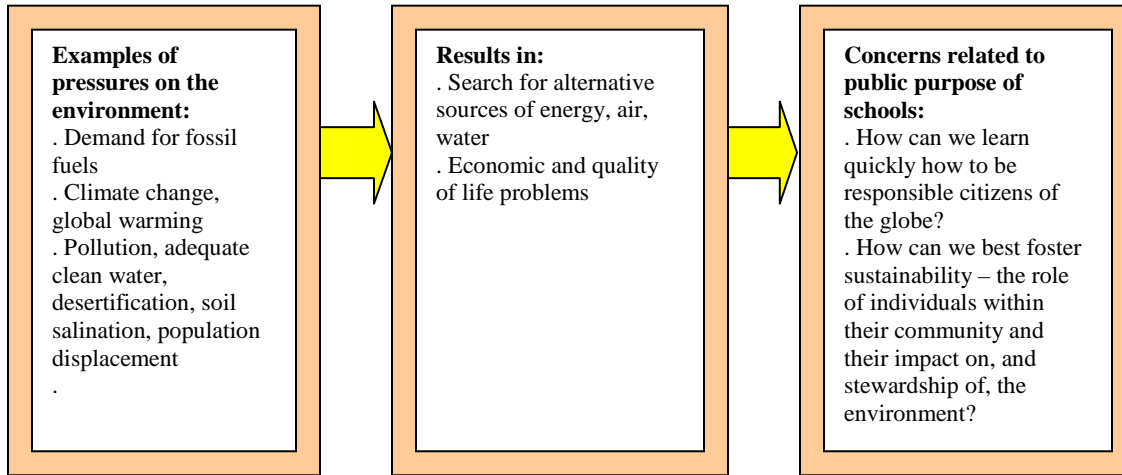 Examples of
pressures on the
environment:
. Demand for fossil
fuels
. Climate change,
global warming
. Pollution, adequate
clean water,
desertification, soil
salination, population
displacement
.
Results in:
. Search for alternative
sources of energy, air,
water
. Economic and quality
of life problems
Concerns related to
public purpose of
schools:
. How can we learn
quickly how to be
responsible citizens of
the globe?
. How can we best foster
sustainability – the role
of individuals within
their community and
their impact on, and
stewardship of, the
environment?